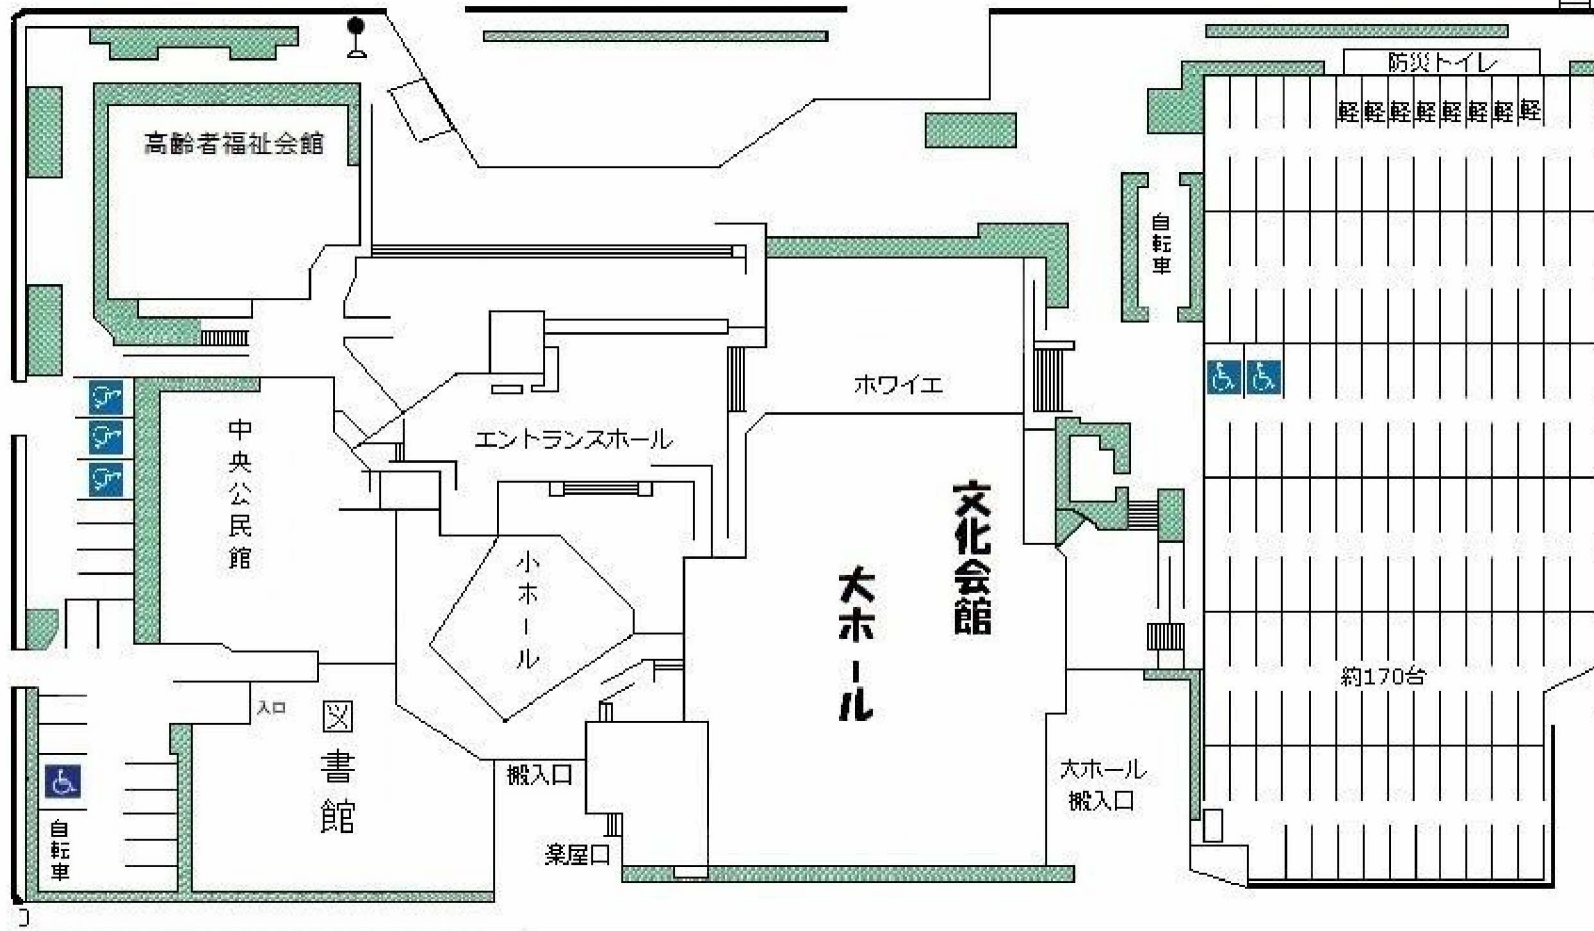 防災トイレ
軽軽軽軽軽軽軽軽
高齢者福祉会館
自転車
ホワイエ
エントランスホール
中央公民館
文化会館
大ホール
小ホール
約170台
入口
図書館
搬入口
大ホール
搬入口
自転車
楽屋口